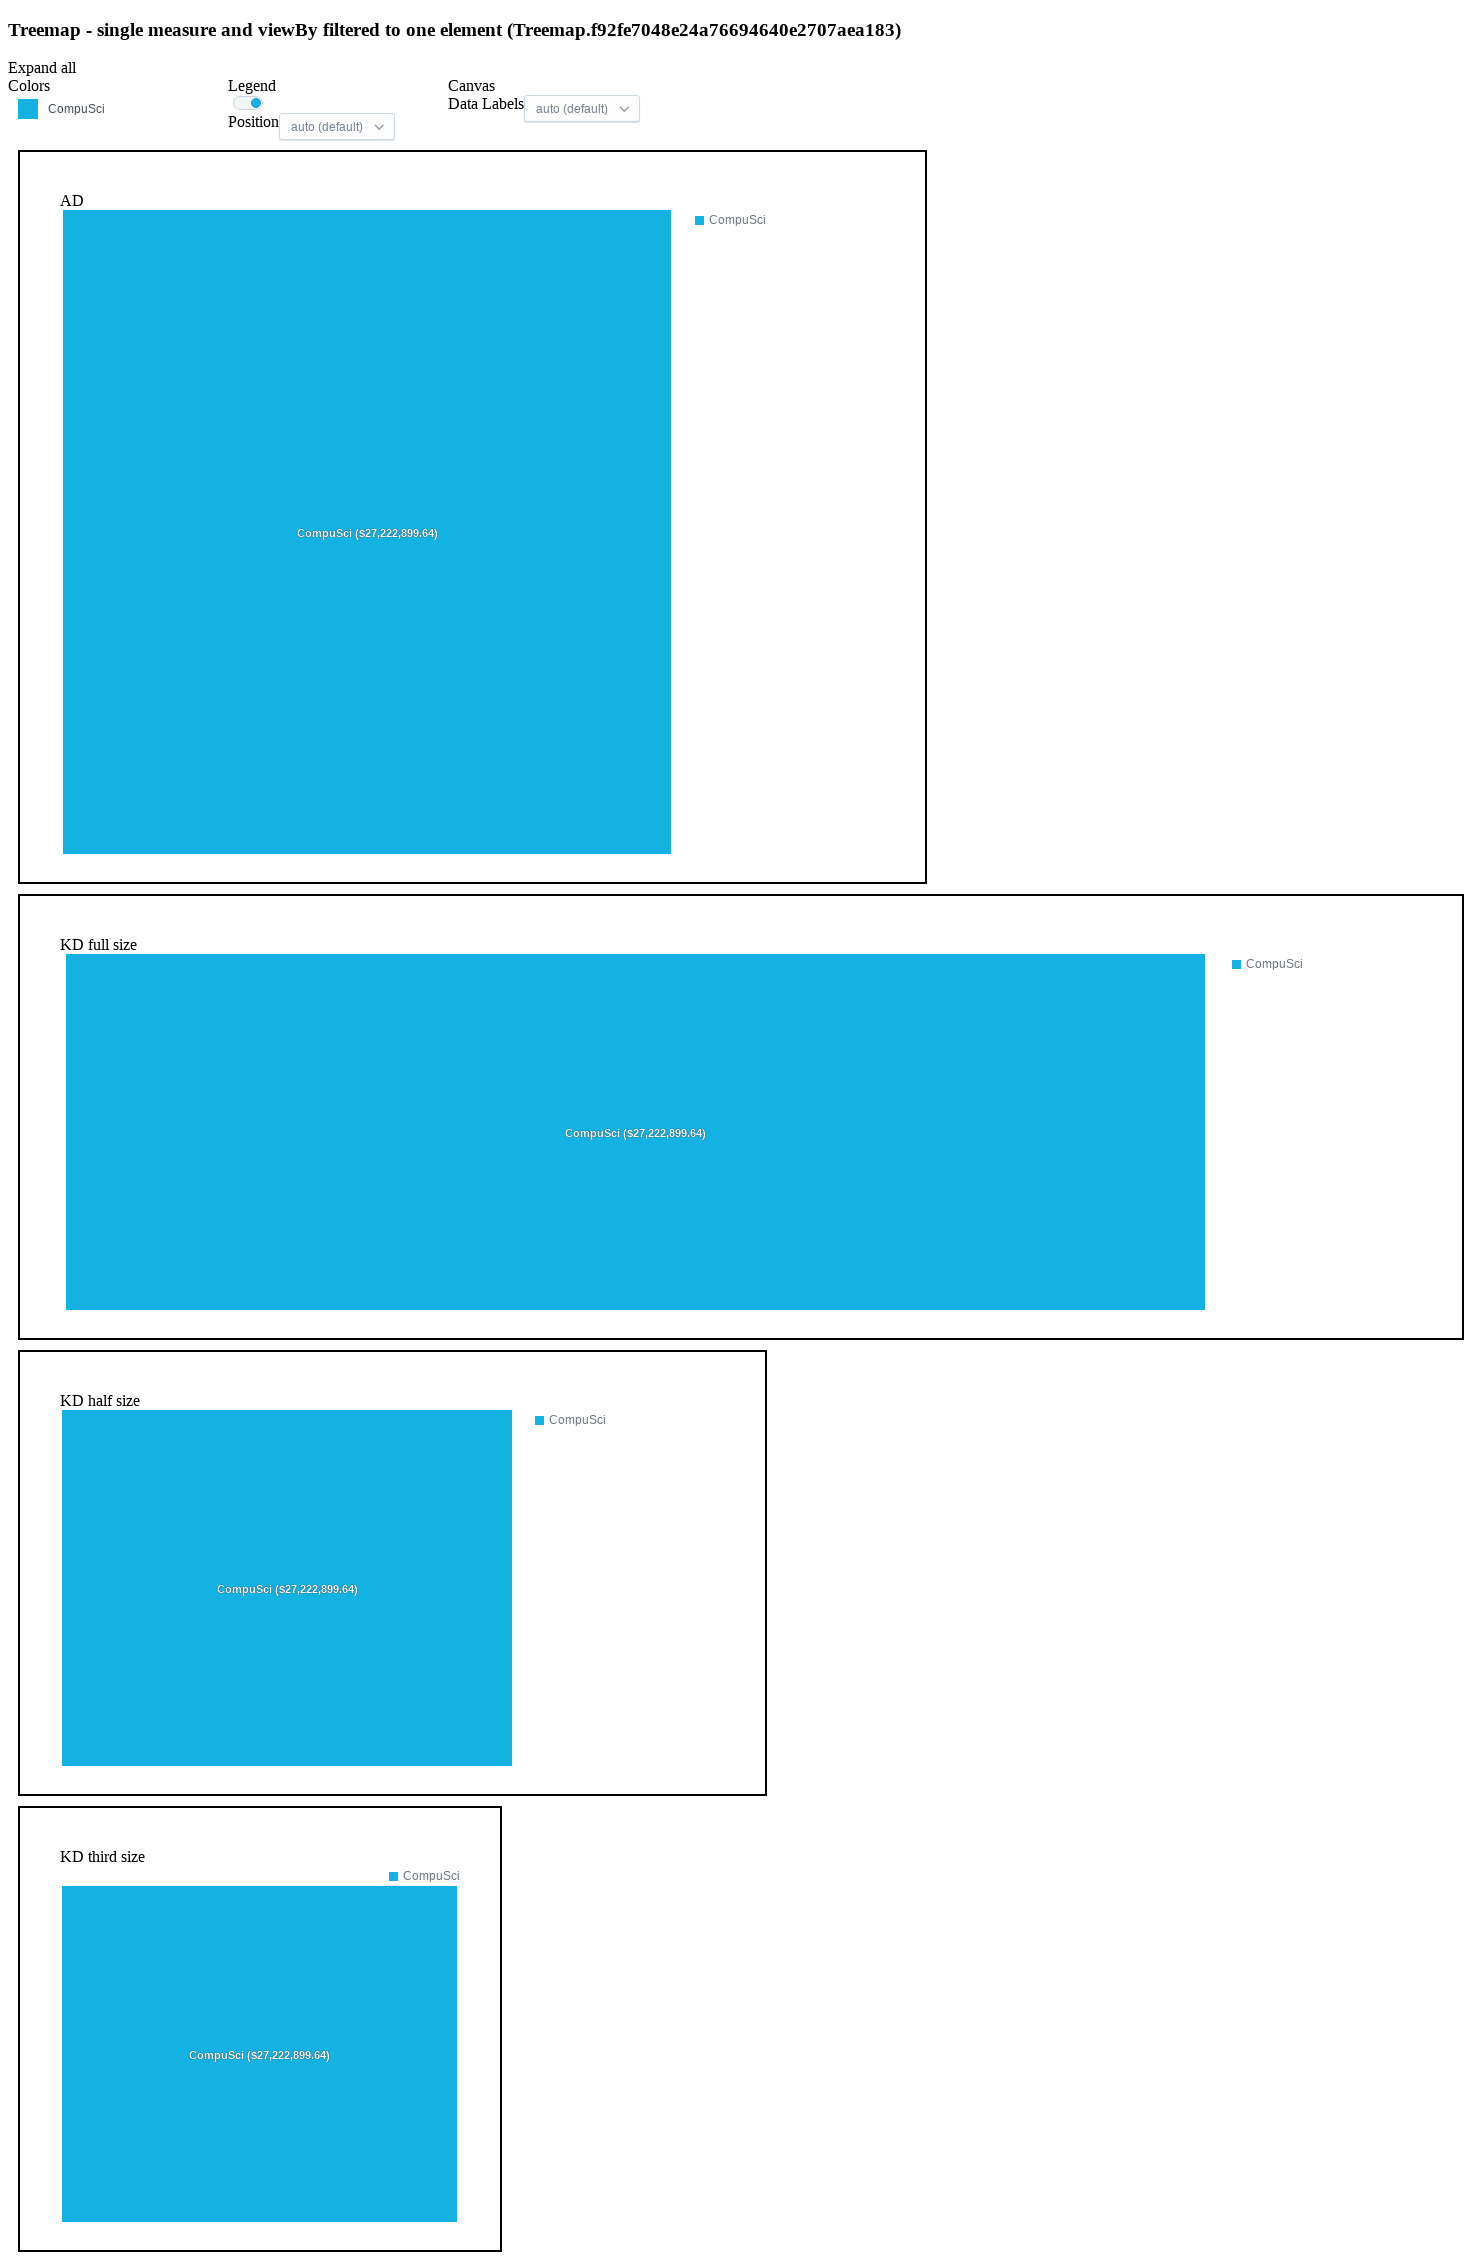 Treemap - single measure and viewBy filtered to one element (Treemap.f92fe7048e24a76694640e2707aea183)
Expand all
Colors
CompuSci
Legend
Position auto (default)
Canvas
Data Labels auto (default)
AD
CompuSci
CompuSci ($27,222,899.64)
KD full size
CompuSci
CompuSci ($27,222,899.64)
KD half size
CompuSci
CompuSci ($27,222,899.64)
KD third size
CompuSci
CompuSci ($27,222,899.64)